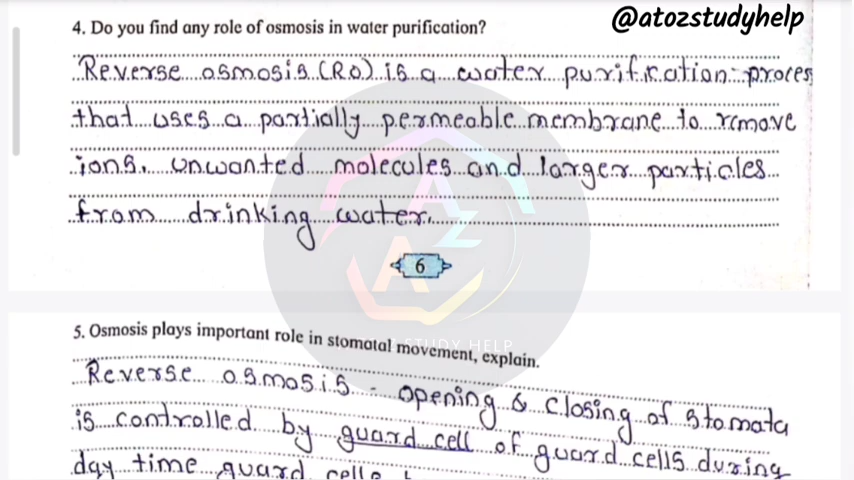 @atozstudyhelp
4. Do you find any role of osmosis in water purification?
Reverse osmosis (RO) is a water purification proces
that uses a partially permeable membrane to remove
ions, unwanted molecules and larger particles
from drinking water.
6
STUDY HELP
5. Osmosis plays important role in stomatal movement, explain.
Reverse osmosis - opening & closing of stomata
is controlled by guard cell of guard cells during
day time guard cells